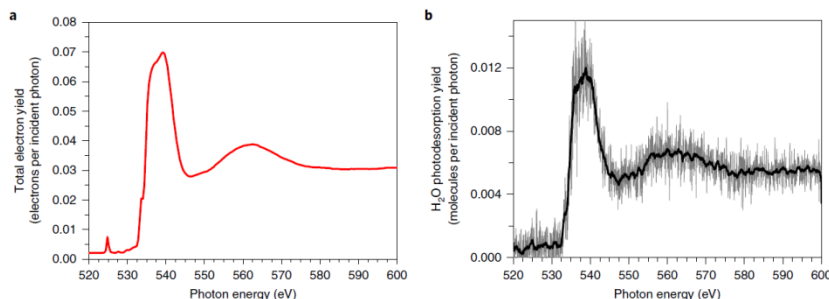 a
Total electron yield
(electrons per incident photon)
0.08
0.07
0.06
0.05
0.04
0.03
0.02
0.01
0.00
520 530 540 550 560 570 580 590 600
Photon energy (eV)
b
H2O photodesorption yield
(molecules per incident photon)
0.012
0.008
0.004
0.000
520 530 540 550 560 570 580 590 600
Photon energy (eV)